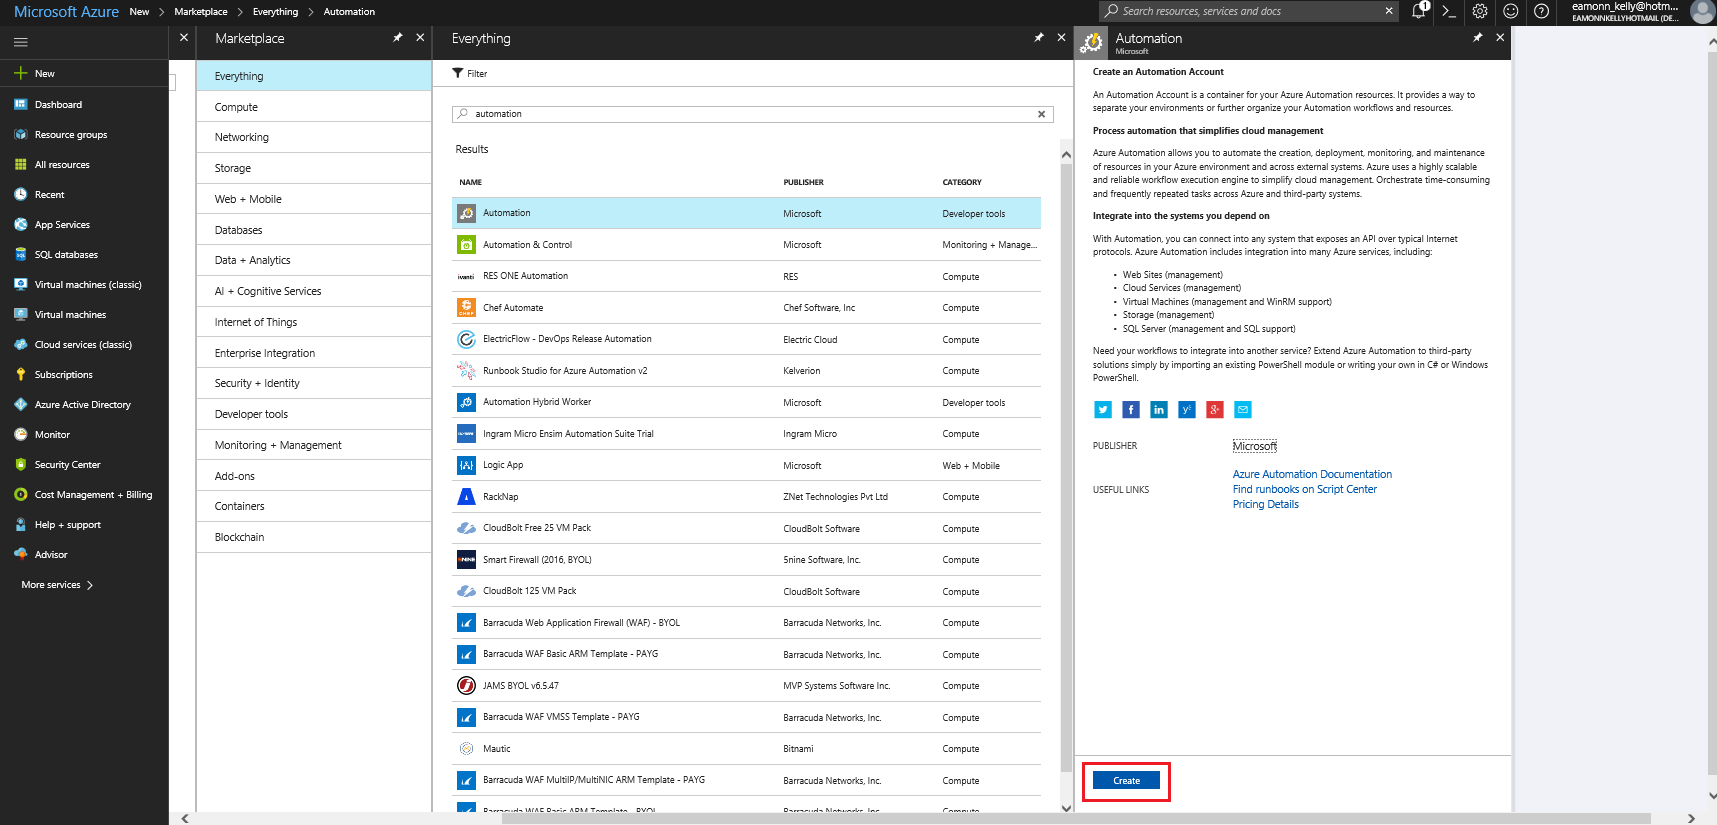 Microsoft Azure New > Marketplace > Everything > Automation
Search resources, services and docs
1
eamonn_kelly@hotm...
EAMONNKELLYHOTMAIL (DE...
New
Dashboard
Resource groups
All resources
Recent
App Services
SQL databases
Virtual machines (classic)
Virtual machines
Cloud services (classic)
Subscriptions
Azure Active Directory
Monitor
Security Center
Cost Management + Billing
Help + support
Advisor
More services >
Marketplace
Everything
Compute
Networking
Storage
Web + Mobile
Databases
Data + Analytics
AI + Cognitive Services
Internet of Things
Enterprise Integration
Security + Identity
Developer tools
Monitoring + Management
Add-ons
Containers
Blockchain
Everything
Filter
automation
Results
NAME PUBLISHER CATEGORY
Automation Microsoft Developer tools
Automation & Control Microsoft Monitoring + Manage...
ivanti RES ONE Automation RES Compute
CHEF Chef Automate Chef Software, Inc Compute
ElectricFlow - DevOps Release Automation Electric Cloud Compute
Runbook Studio for Azure Automation v2 Kelverion Compute
Automation Hybrid Worker Microsoft Developer tools
Ingram Micro Ensim Automation Suite Trial Ingram Micro Compute
Logic App Microsoft Web + Mobile
RackNap ZNet Technologies Pvt Ltd Compute
CloudBolt Free 25 VM Pack CloudBolt Software Compute
5NINE Smart Firewall (2016, BYOL) 5nine Software, Inc. Compute
CloudBolt 125 VM Pack CloudBolt Software Compute
Barracuda Web Application Firewall (WAF) - BYOL Barracuda Networks, Inc. Compute
Barracuda WAF Basic ARM Template - PAYG Barracuda Networks, Inc. Compute
JAMS BYOL v6.5.47 MVP Systems Software Inc. Compute
Barracuda WAF VMSS Template - PAYG Barracuda Networks, Inc. Compute
Mautic Bitnami Compute
Barracuda WAF MultiIP/MultiNIC ARM Template - PAYG Barracuda Networks, Inc. Compute
Barracuda WAF Basic ARM Template - BYOL Barracuda Networks, Inc. Compute
Automation
Microsoft
Create an Automation Account
An Automation Account is a container for your Azure Automation resources. It provides a way to
separate your environments or further organize your Automation workflows and resources.
Process automation that simplifies cloud management
Azure Automation allows you to automate the creation, deployment, monitoring, and maintenance
of resources in your Azure environment and across external systems. Azure uses a highly scalable
and reliable workflow execution engine to simplify cloud management. Orchestrate time-consuming
and frequently repeated tasks across Azure and third-party systems.
Integrate into the systems you depend on
With Automation, you can connect into any system that exposes an API over typical Internet
protocols. Azure Automation includes integration into many Azure services, including:
• Web Sites (management)
• Cloud Services (management)
• Virtual Machines (management and WinRM support)
• Storage (management)
• SQL Server (management and SQL support)
Need your workflows to integrate into another service? Extend Azure Automation to third-party
solutions simply by importing an existing PowerShell module or writing your own in C# or Windows
PowerShell.
PUBLISHER Microsoft
Azure Automation Documentation
USEFUL LINKS Find runbooks on Script Center
Pricing Details
Create